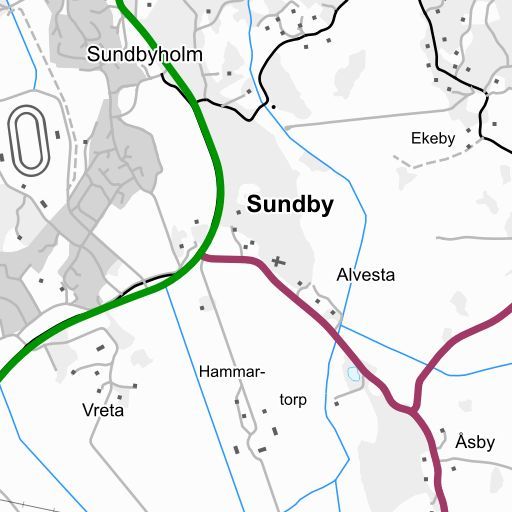 Sundbyholm
Ekeby
Sundby
Alvesta
Hammar-
torp
Vreta
Åsby